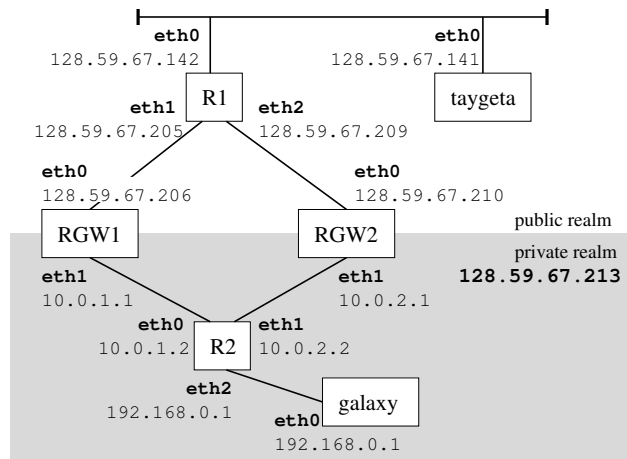 eth0
128.59.67.142
eth0
128.59.67.141
R1
taygeta
eth1
128.59.67.205
eth2
128.59.67.209
eth0
128.59.67.206
eth0
128.59.67.210
RGW1
RGW2
public realm
private realm
128.59.67.213
eth1
10.0.1.1
eth1
10.0.2.1
eth0
10.0.1.2
R2
eth1
10.0.2.2
eth2
192.168.0.1
galaxy
eth0
192.168.0.1